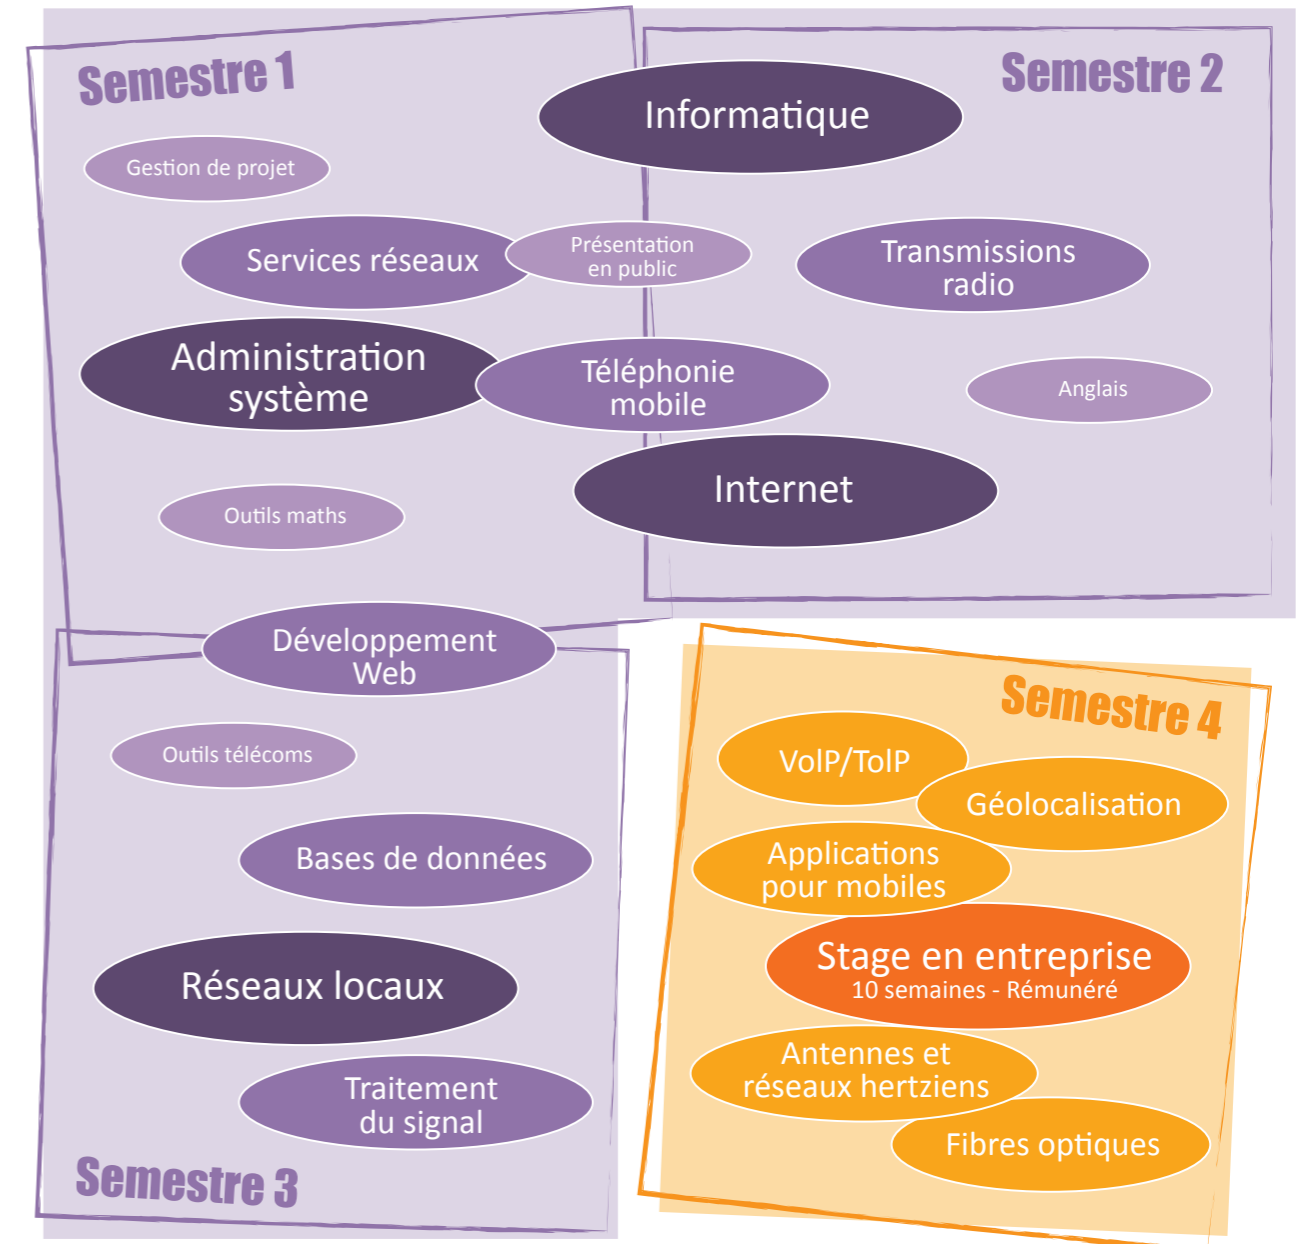 Semestre 1
Semestre 2
Informatique
Gestion de projet
Services réseaux
Présentation
en public
Transmissions
radio
Administration
système
Téléphonie
mobile
Anglais
Internet
Outils maths
Développement
Web
Outils télécoms
Bases de données
Réseaux locaux
Traitement
du signal
Semestre 3
Semestre 4
VoIP/ToIP
Géolocalisation
Applications
pour mobiles
Stage en entreprise
10 semaines - Rémunéré
Antennes et
réseaux hertziens
Fibres optiques